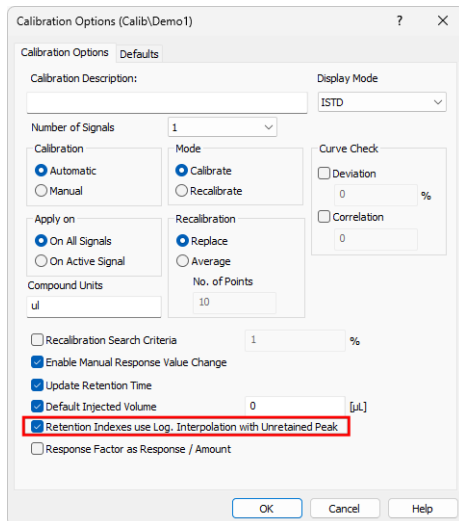 Calibration Options (Calib\Demo1) ? ×
Calibration Options Defaults
Calibration Description: Display Mode
ISTD
Number of Signals 1
Calibration Mode Curve Check
Automatic Calibrate Deviation
Manual Recalibrate 0 %
Apply on Recalibration Correlation
On All Signals Replace 0
On Active Signal Average
Compound Units No. of Points
ul 10
Recalibration Search Criteria 1 %
Enable Manual Response Value Change
Update Retention Time
Default Injected Volume 0 [µL]
Retention Indexes use Log. Interpolation with Unretained Peak
Response Factor as Response / Amount
OK Cancel Help